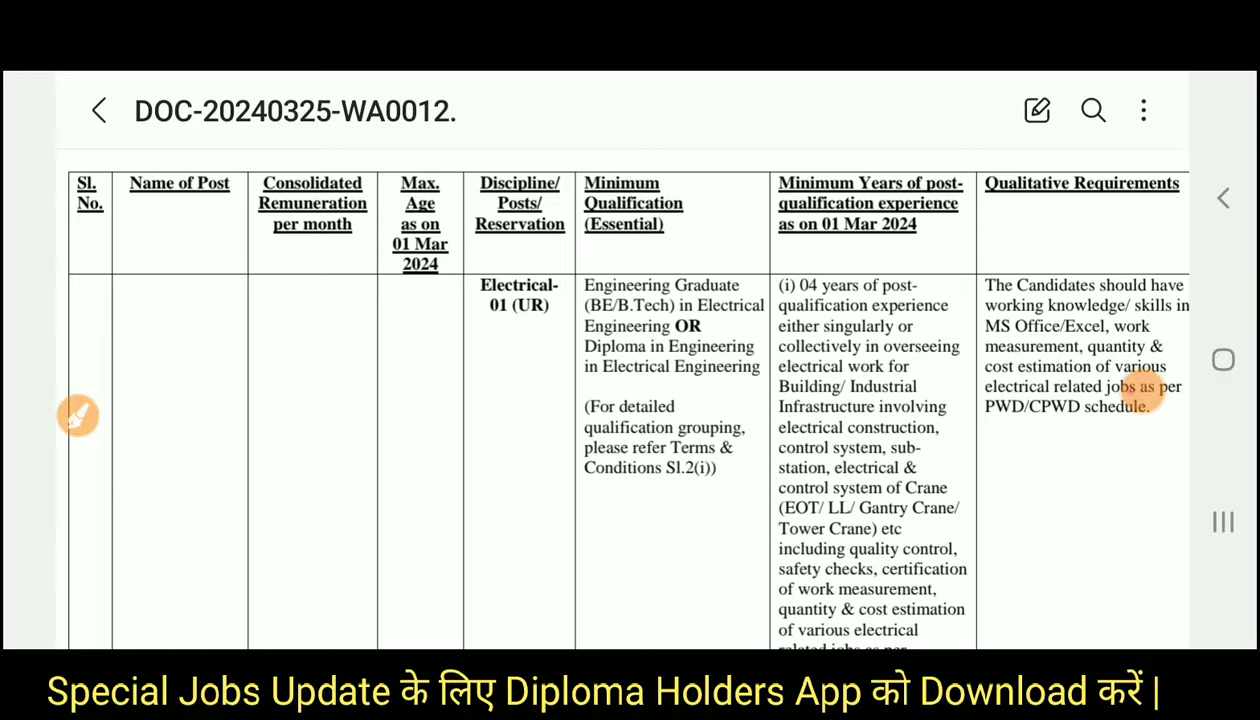 DOC-20240325-WA0012.
Sl. No.
Name of Post
Consolidated
Remuneration
per month
Max.
Age
as on
01 Mar
2024
Discipline/
Posts/
Reservation
Minimum
Qualification
(Essential)
Minimum Years of post-
qualification experience
as on 01 Mar 2024
Qualitative Requirements
Electrical-
01 (UR)
Engineering Graduate
(BE/B.Tech) in Electrical
Engineering OR
Diploma in Engineering
in Electrical Engineering
(For detailed
qualification grouping,
please refer Terms &
Conditions Sl.2(i))
(i) 04 years of post-
qualification experience
either singularly or
collectively in overseeing
electrical work for
Building/ Industrial
Infrastructure involving
electrical construction,
control system, sub-
station, electrical &
control system of Crane
(EOT/ LL/ Gantry Crane/
Tower Crane) etc
including quality control,
safety checks, certification
of work measurement,
quantity & cost estimation
of various electrical
related jobs as per
The Candidates should have
working knowledge/ skills in
MS Office/Excel, work
measurement, quantity &
cost estimation of various
electrical related jobs as per
PWD/CPWD schedule.
Special Jobs Update के लिए Diploma Holders App को Download करें |